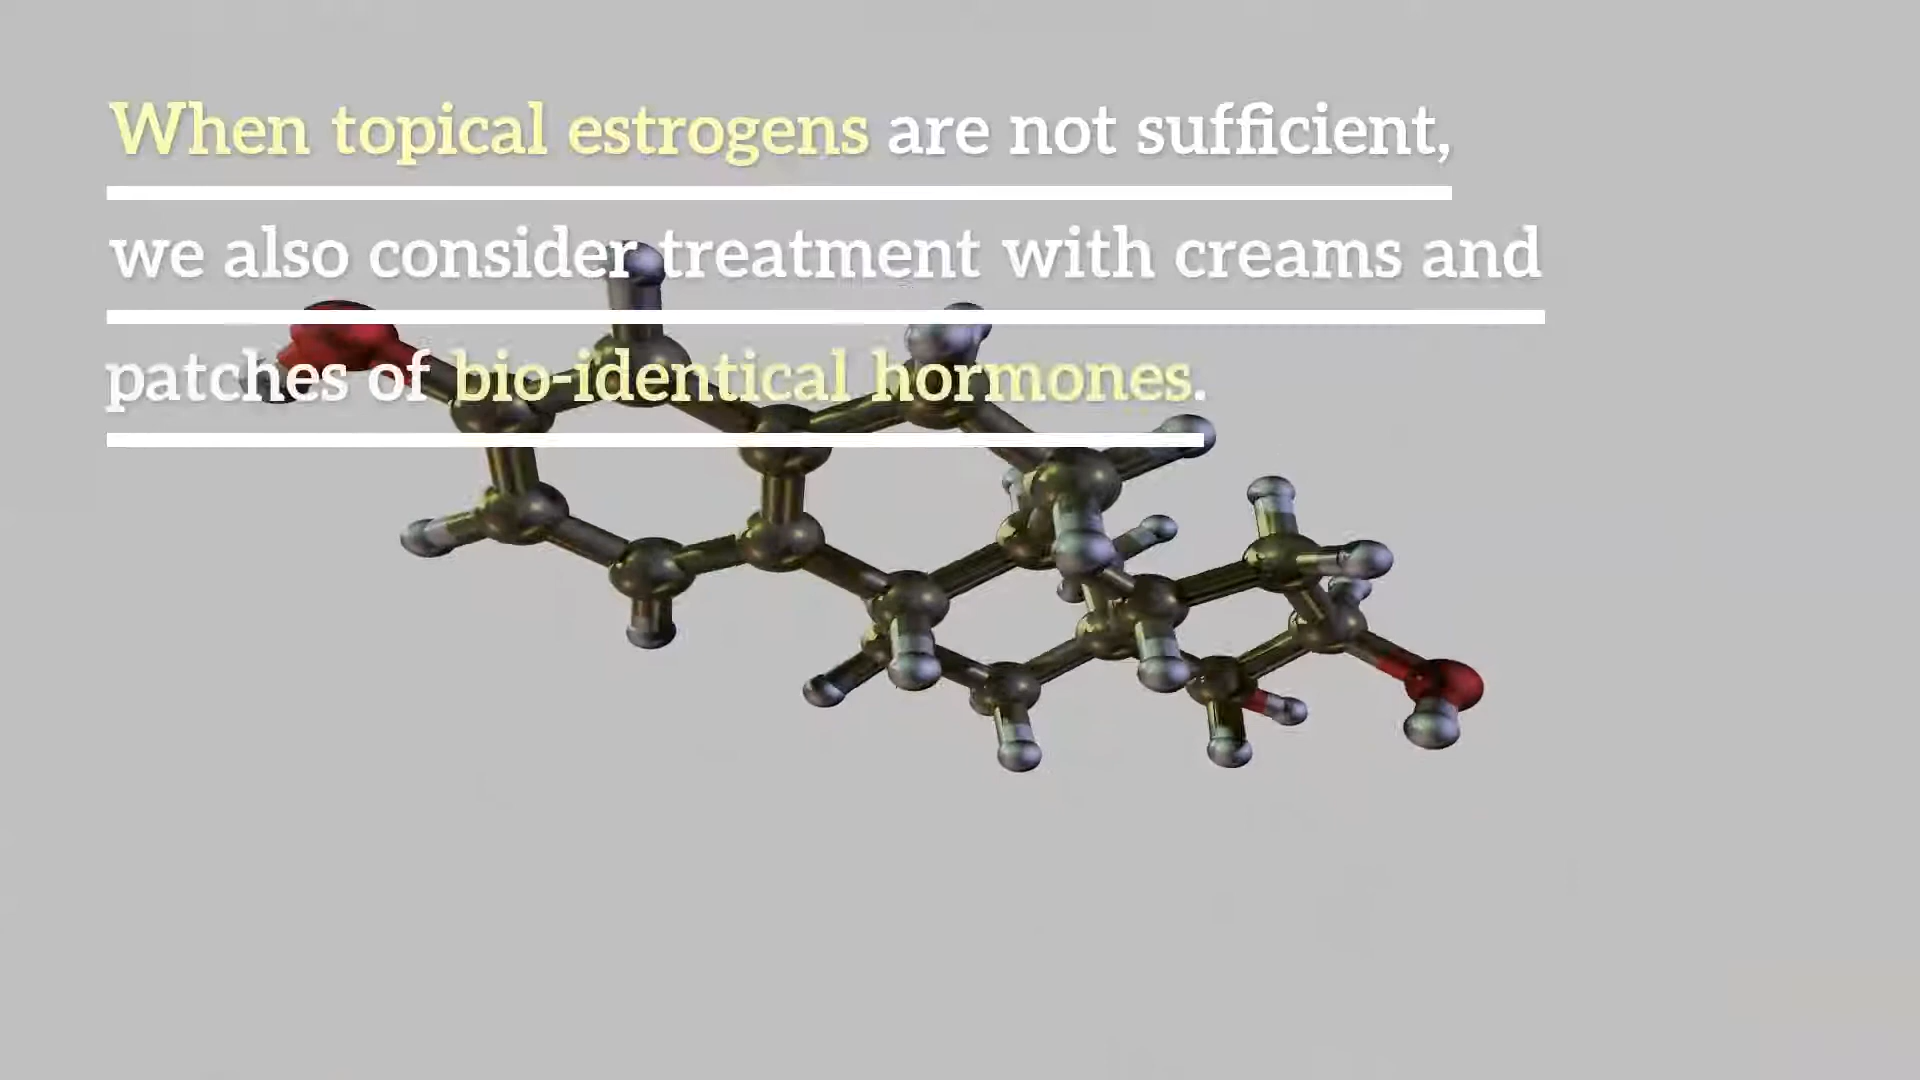 When topical estrogens are not sufficient,
we also consider treatment with creams and
patches of bio-identical hormones.